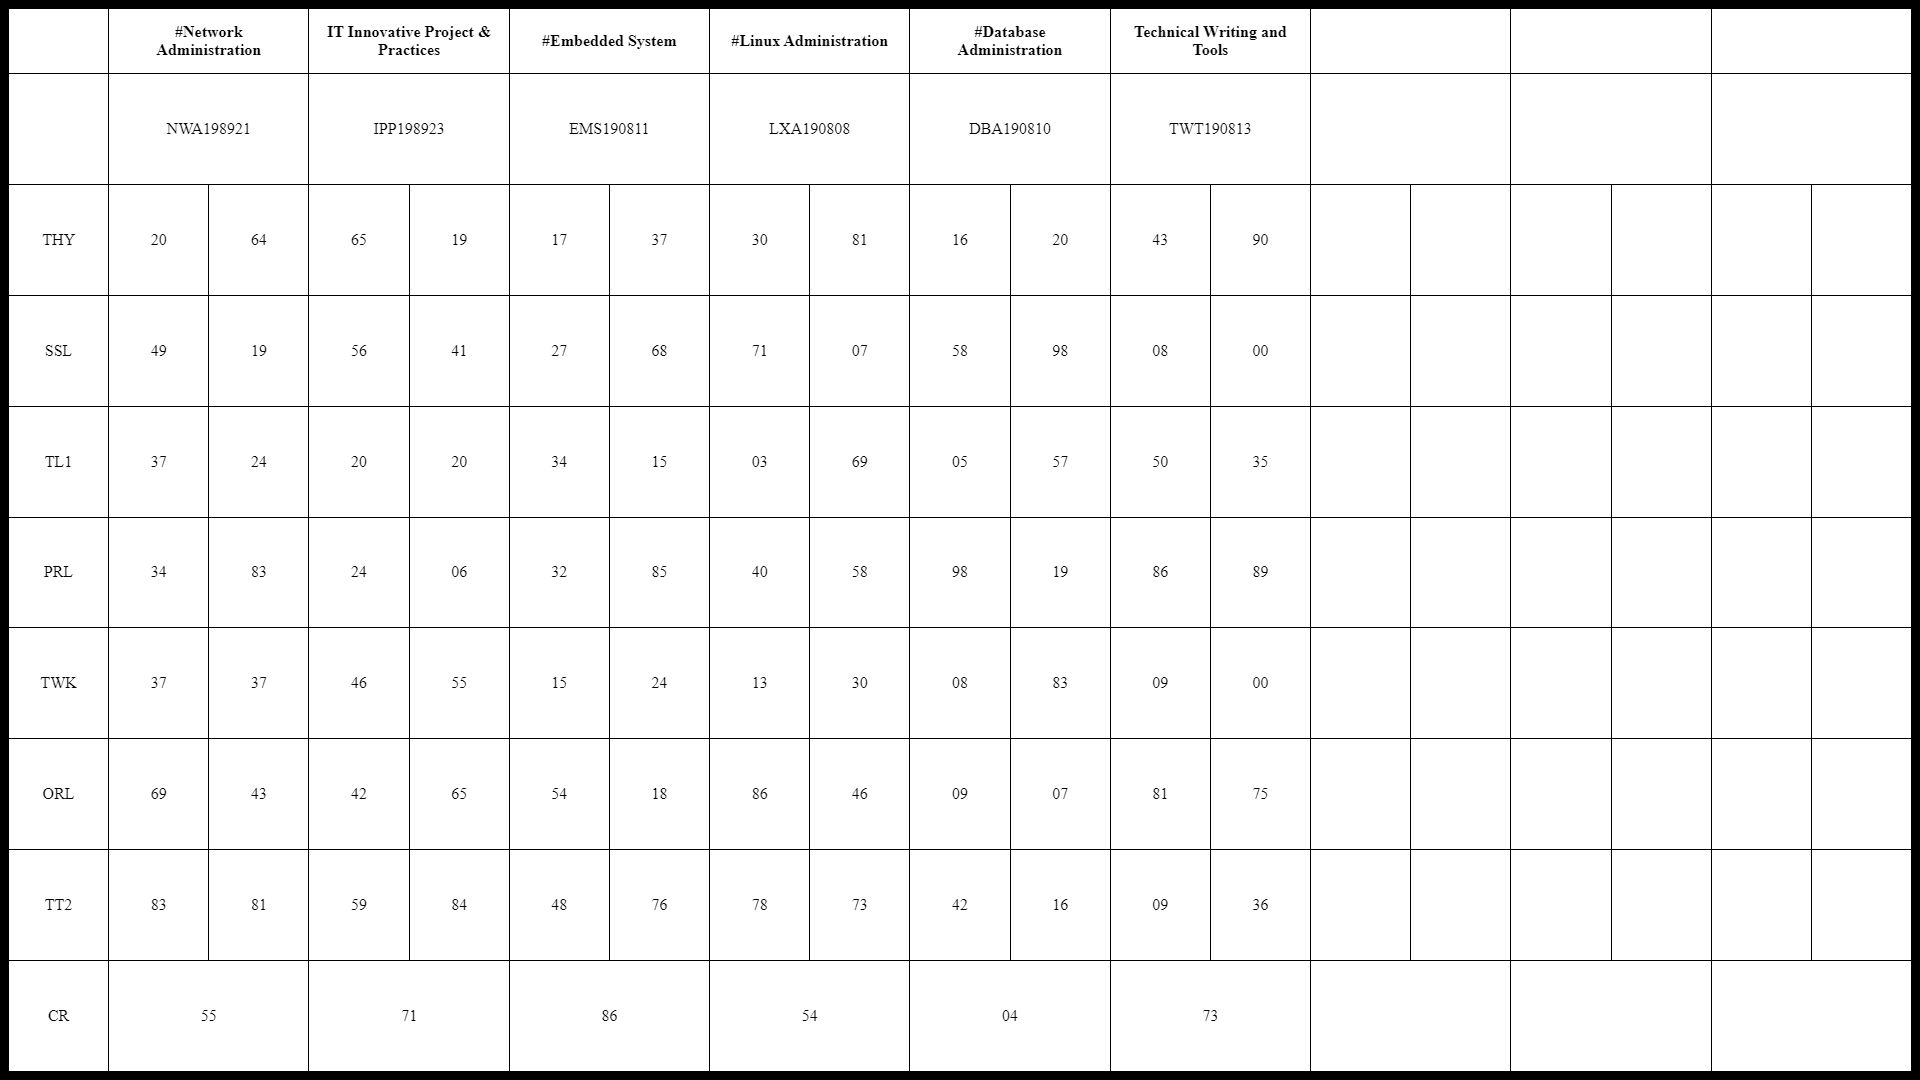 #Network Administration IT Innovative Project & Practices #Embedded System #Linux Administration #Database Administration Technical Writing and Tools
NWA198921 IPP198923 EMS190811 LXA190808 DBA190810 TWT190813
THY 20 64 65 19 17 37 30 81 16 20 43 90
SSL 49 19 56 41 27 68 71 07 58 98 08 00
TL1 37 24 20 20 34 15 03 69 05 57 50 35
PRL 34 83 24 06 32 85 40 58 98 19 86 89
TWK 37 37 46 55 15 24 13 30 08 83 09 00
ORL 69 43 42 65 54 18 86 46 09 07 81 75
TT2 83 81 59 84 48 76 78 73 42 16 09 36
CR 55 71 86 54 04 73